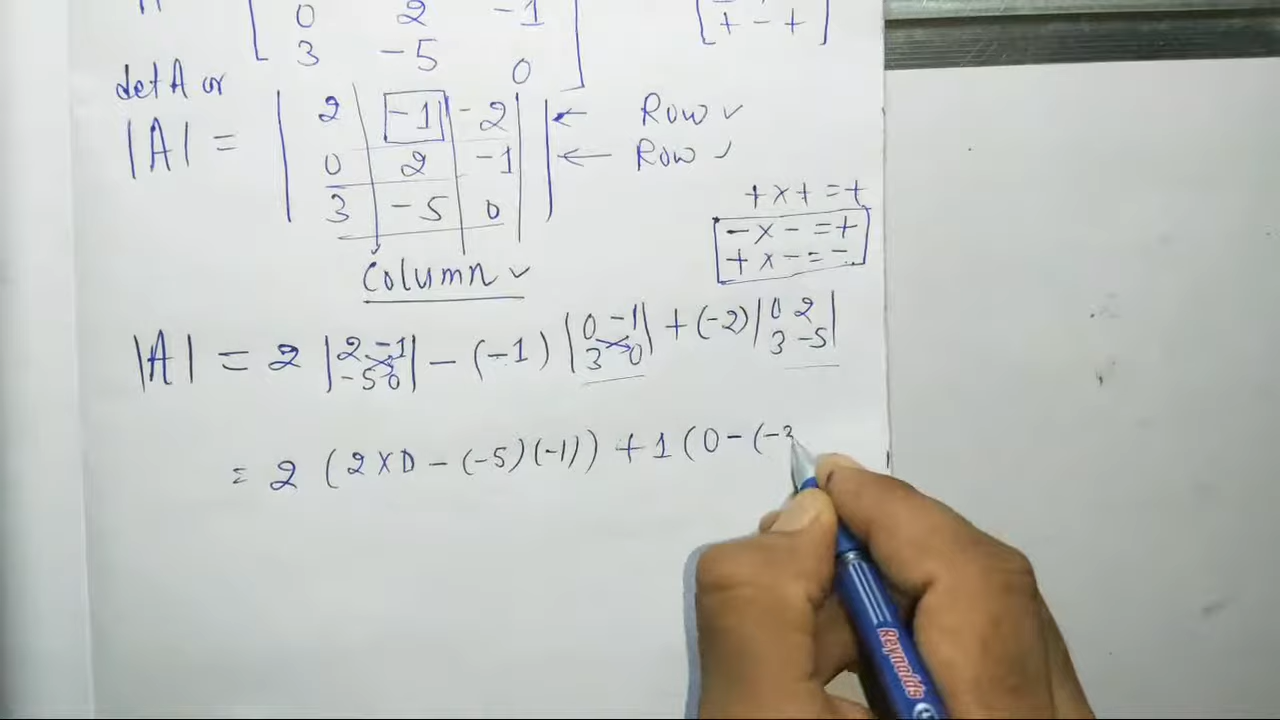 0 2 -1
3 -5 0
[+ - +]
det A or
|A| = | 2 -1 -2 | ← Row ✓
| 0 2 -1 | ← Row ✓
| 3 -5 0 |
+ × + = +
- × - = +
+ × - = -
Column ✓
|A| = 2 |2 -1| - (-1) |0 -1| + (-2) |0 2|
|-5 0| |3 0| |3 -5|
= 2 (2×0 - (-5)(-1)) + 1 (0 - (-3
Reynolds